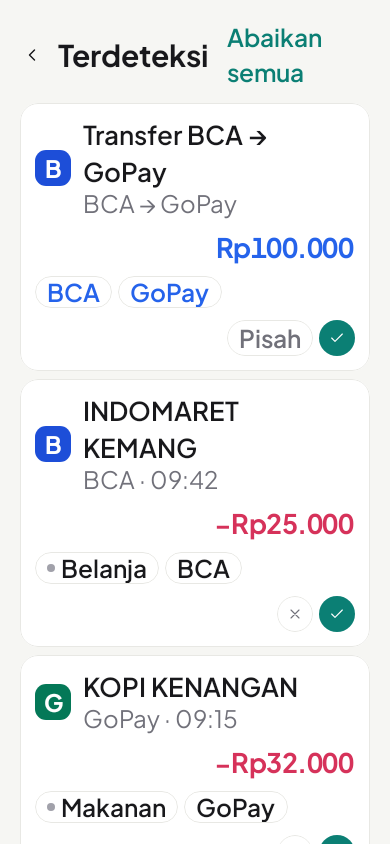 Terdeteksi
Abaikan
semua
B
Transfer BCA →
GoPay
BCA → GoPay
Rp100.000
BCA GoPay
Pisah
B
INDOMARET
KEMANG
BCA · 09:42
−Rp25.000
Belanja BCA
G
KOPI KENANGAN
GoPay · 09:15
−Rp32.000
Makanan GoPay